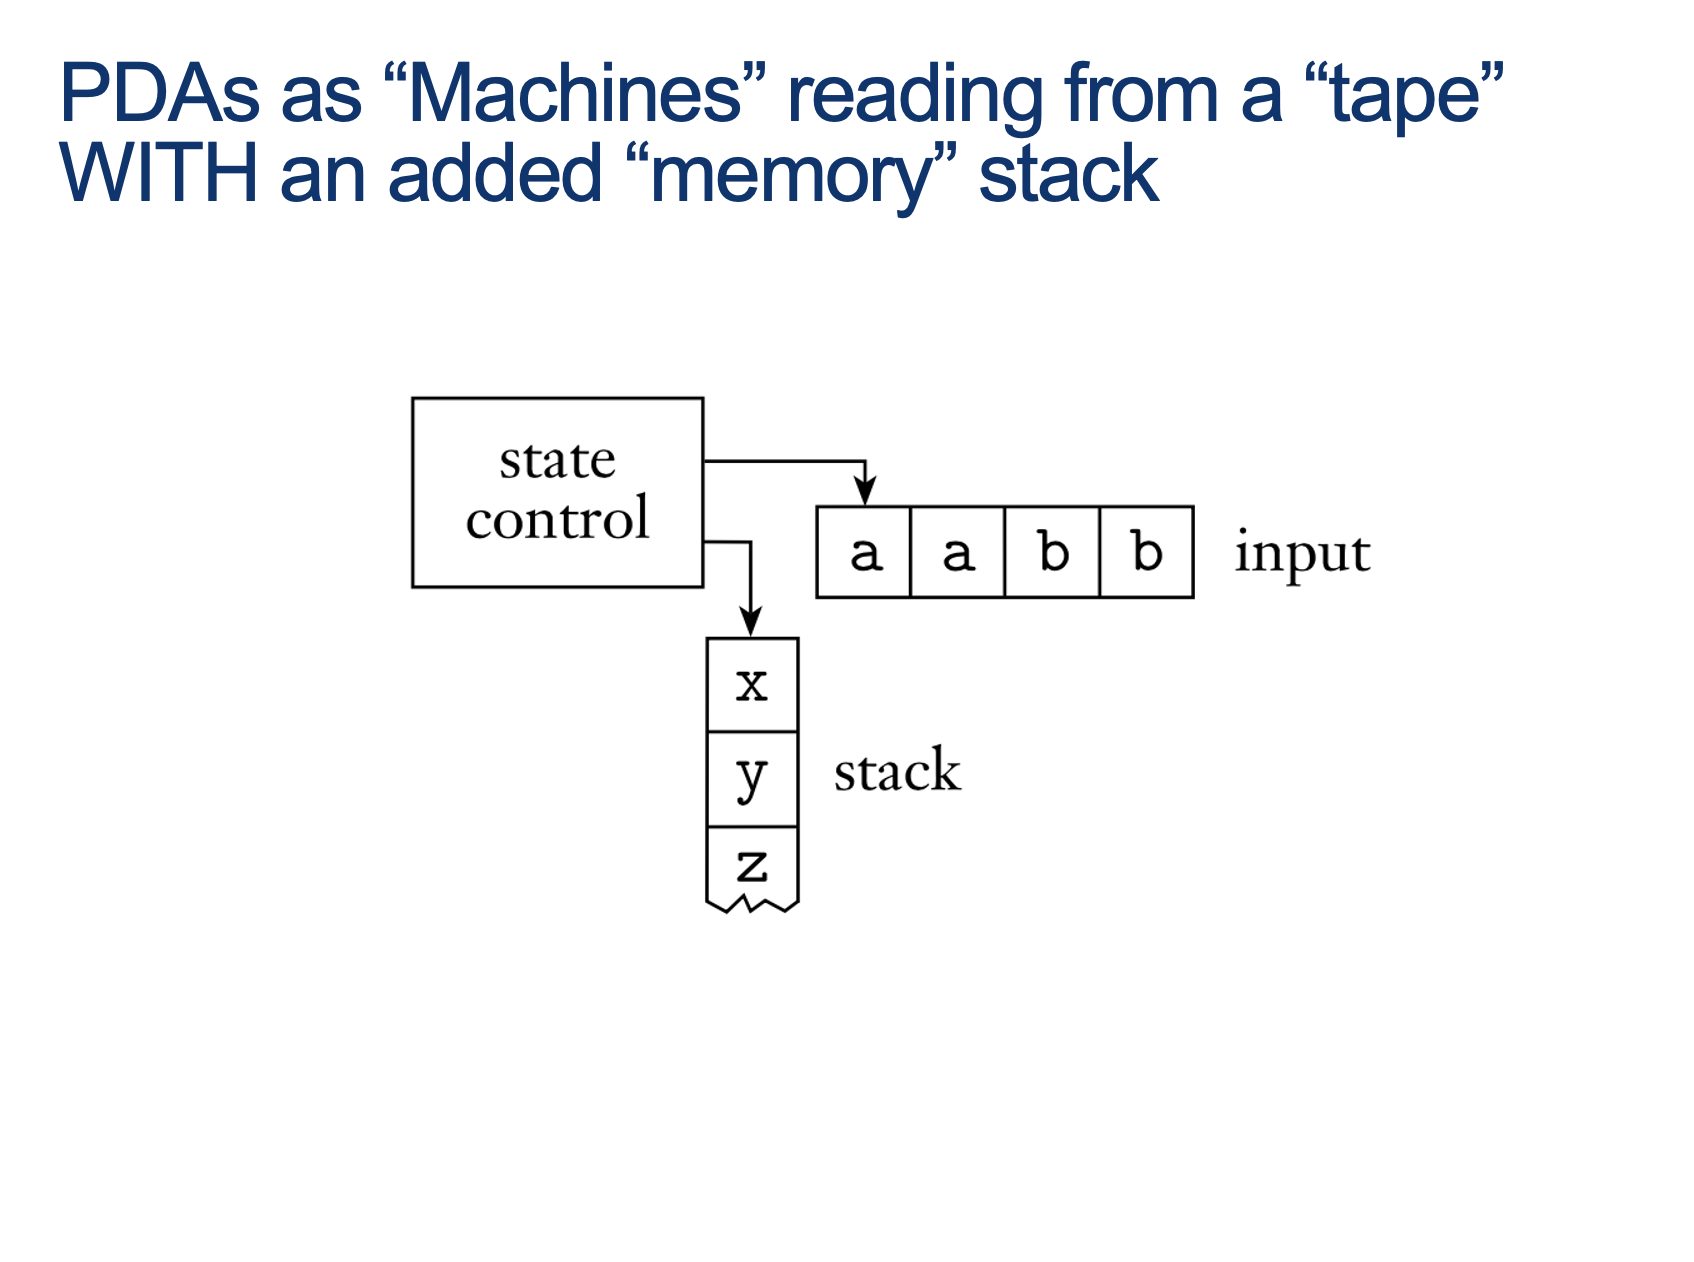 PDAs as “Machines” reading from a “tape”
WITH an added “memory” stack
state
control
a a b b input
x
y stack
z